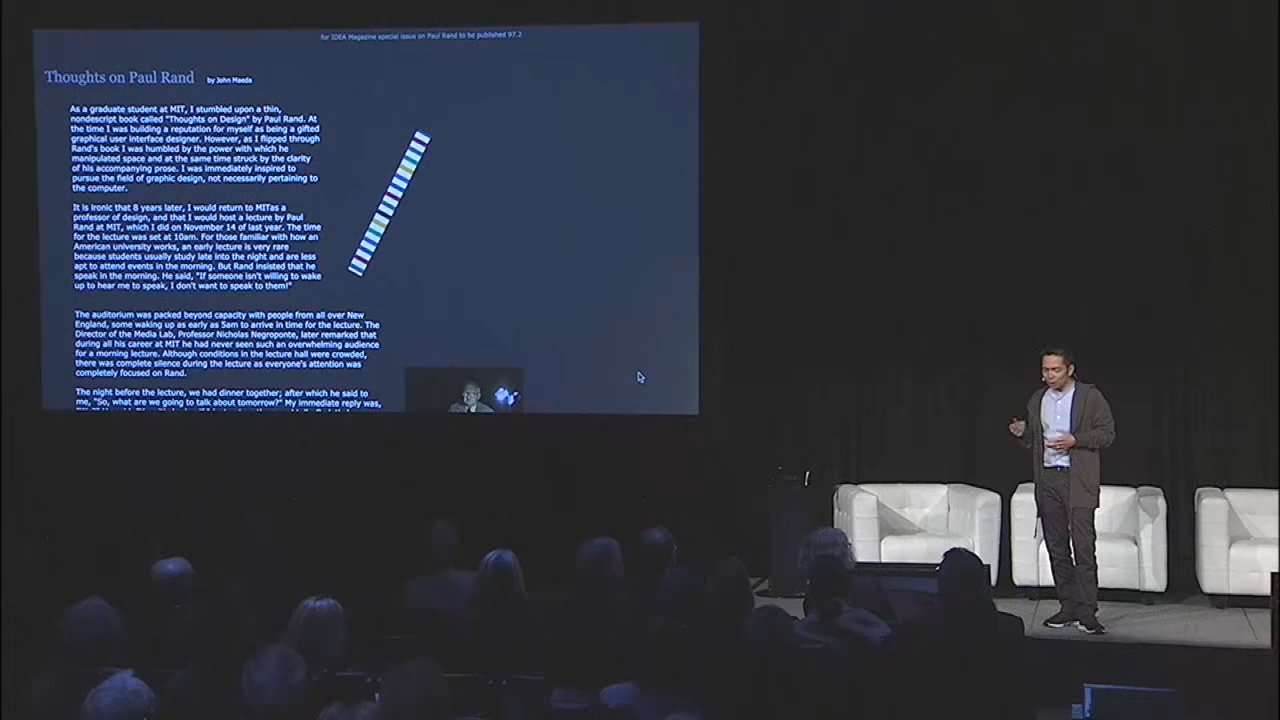 for IDEA Magazine special issue on Paul Rand to be published 97.2
Thoughts on Paul Rand by John Maeda
As a graduate student at MIT, I stumbled upon a thin,
nondescript book called "Thoughts on Design" by Paul Rand. At
the time I was building a reputation for myself as being a gifted
graphical user interface designer. However, as I flipped through
Rand's book I was humbled by the power with which he
manipulated space and at the same time struck by the clarity
of his accompanying prose. I was immediately inspired to
pursue the field of graphic design, not necessarily pertaining to
the computer.
It is ironic that 8 years later, I would return to MITas a
professor of design, and that I would host a lecture by Paul
Rand at MIT, which I did on November 14 of last year. The time
for the lecture was set at 10am. For those familiar with how an
American university works, an early lecture is very rare
because students usually study late into the night and are less
apt to attend events in the morning. But Rand insisted that he
speak in the morning. He said, "If someone isn't willing to wake
up to hear me to speak, I don't want to speak to them!"
The auditorium was packed beyond capacity with people from all over New
England, some waking up as early as 5am to arrive in time for the lecture. The
Director of the Media Lab, Professor Nicholas Negroponte, later remarked that
during all his career at MIT he had never seen such an overwhelming audience
for a morning lecture. Although conditions in the lecture hall were crowded,
there was complete silence during the lecture as everyone's attention was
completely focused on Rand.
The night before the lecture, we had dinner together; after which he said to
me, "So, what are we going to talk about tomorrow?" My immediate reply was,